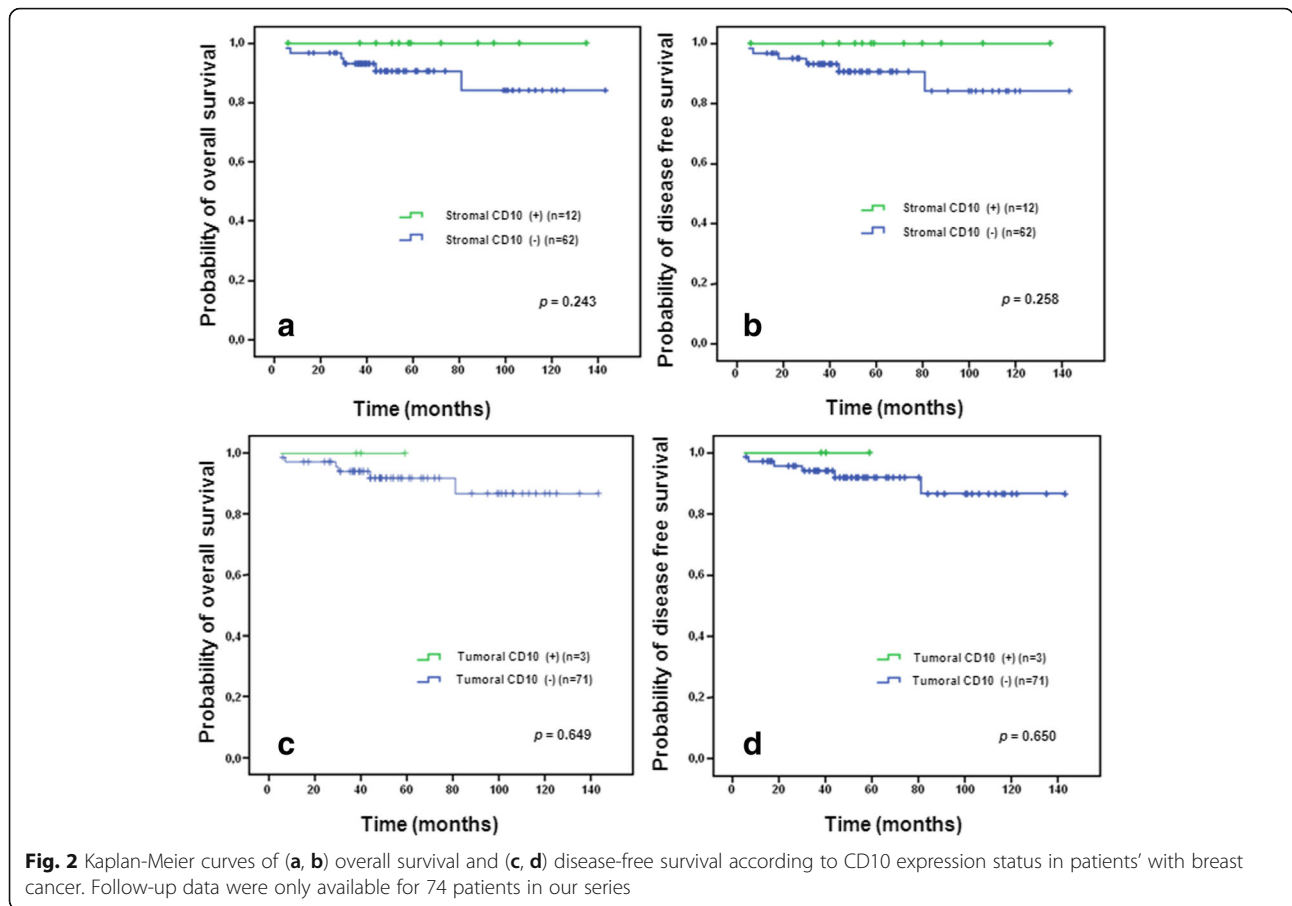 Probability of overall survival
1,0
0,8
0,6
0,4
0,2
0,0
Stromal CD10 (+) (n=12)
Stromal CD10 (-) (n=62)
p = 0.243
a
0 20 40 60 80 100 120 140
Time (months)
Probability of disease free survival
1,0
0,8
0,6
0,4
0,2
0,0
Stromal CD10 (+) (n=12)
Stromal CD10 (-) (n=62)
p = 0.258
b
0 20 40 60 80 100 120 140
Time (months)
Probability of overall survival
1,0
0,8
0,6
0,4
0,2
0,0
Tumoral CD10 (+) (n=3)
Tumoral CD10 (-) (n=71)
p = 0.649
c
0 20 40 60 80 100 120 140
Time (months)
Probability of disease free survival
1,0
0,8
0,6
0,4
0,2
0,0
Tumoral CD10 (+) (n=3)
Tumoral CD10 (-) (n=71)
p = 0.650
d
0 20 40 60 80 100 120 140
Time (months)
Fig. 2 Kaplan-Meier curves of (a, b) overall survival and (c, d) disease-free survival according to CD10 expression status in patients' with breast
cancer. Follow-up data were only available for 74 patients in our series